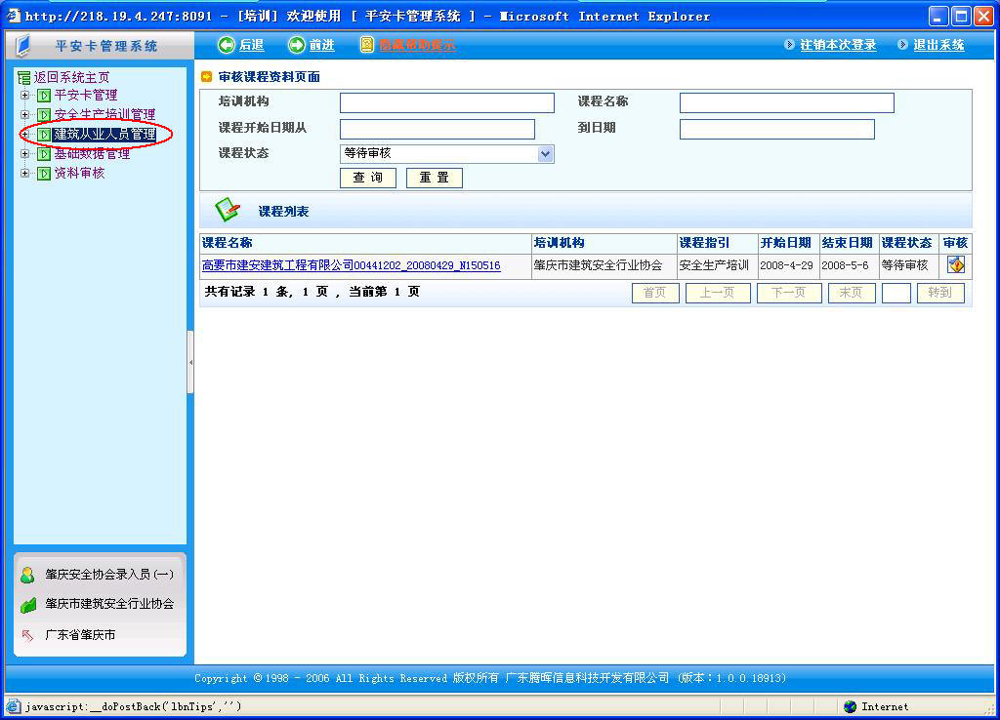 http://218.19.4.247:8091 - [培训] 欢迎使用 [ 平安卡管理系统 ] - Microsoft Internet Explorer
平安卡管理系统
后退 前进 隐藏帮助提示 注销本次登录 退出系统
返回系统主页
平安卡管理
安全生产培训管理
建筑从业人员管理
基础数据管理
资料审核
审核课程资料页面
培训机构 课程名称
课程开始日期从 到日期
课程状态 等待审核
查 询 重 置
课程列表
课程名称 培训机构 课程指引 开始日期 结束日期 课程状态 审核
高要市建安建筑工程有限公司00441202_20080429_N150516 肇庆市建筑安全行业协会 安全生产培训 2008-4-29 2008-5-6 等待审核
共有记录 1 条, 1 页 , 当前第 1 页 首页 上一页 下一页 末页 转到
肇庆安全协会录入员(一)
肇庆市建筑安全行业协会
广东省肇庆市
Copyright © 1998 - 2006 All Rights Reserved 版权所有 广东腾晖信息科技开发有限公司 (版本：1.0.0.18913)
javascript:__doPostBack('lbnTips','') Internet